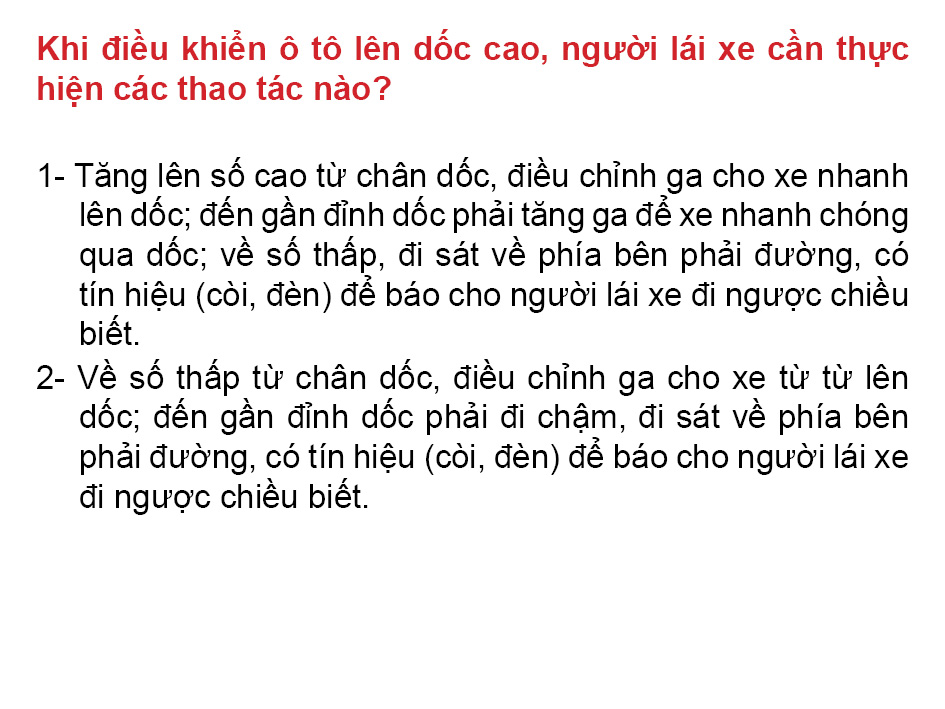 Khi điều khiển ô tô lên dốc cao, người lái xe cần thực
hiện các thao tác nào?
1- Tăng lên số cao từ chân dốc, điều chỉnh ga cho xe nhanh
lên dốc; đến gần đỉnh dốc phải tăng ga để xe nhanh chóng
qua dốc; về số thấp, đi sát về phía bên phải đường, có
tín hiệu (còi, đèn) để báo cho người lái xe đi ngược chiều
biết.
2- Về số thấp từ chân dốc, điều chỉnh ga cho xe từ từ lên
dốc; đến gần đỉnh dốc phải đi chậm, đi sát về phía bên
phải đường, có tín hiệu (còi, đèn) để báo cho người lái xe
đi ngược chiều biết.